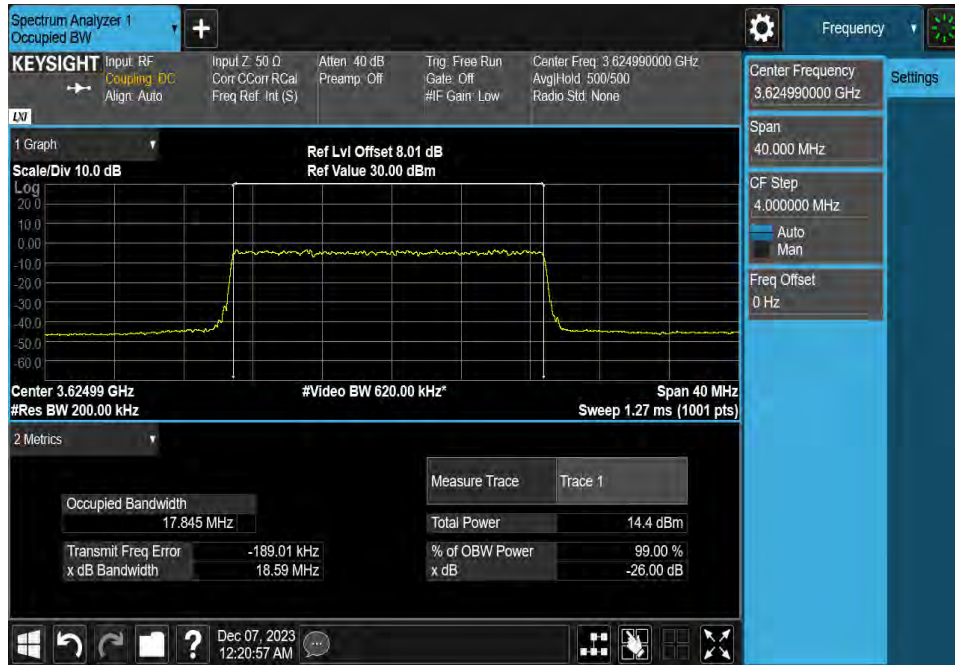 Spectrum Analyzer 1
Occupied BW
Frequency
KEYSIGHT
Input: RF
Coupling: DC
Align: Auto
Input Z: 50 Ω
Corr CCorr RCal
Freq Ref: Int (S)
Atten: 40 dB
Preamp: Off
Trig: Free Run
Gate: Off
#IF Gain: Low
Center Freq: 3.624990000 GHz
Avg|Hold: 500/500
Radio Std: None
LXI
Center Frequency
3.624990000 GHz
Settings
Span
40.000 MHz
CF Step
4.000000 MHz
Auto
Man
Freq Offset
0 Hz
1 Graph
Scale/Div 10.0 dB
Ref Lvl Offset 8.01 dB
Ref Value 30.00 dBm
Log
20.0
10.0
0.00
-10.0
-20.0
-30.0
-40.0
-50.0
-60.0
Center 3.62499 GHz
#Res BW 200.00 kHz
#Video BW 620.00 kHz*
Span 40 MHz
Sweep 1.27 ms (1001 pts)
2 Metrics
Measure Trace
Trace 1
Occupied Bandwidth
17.845 MHz
Total Power
14.4 dBm
Transmit Freq Error
-189.01 kHz
% of OBW Power
99.00 %
x dB Bandwidth
18.59 MHz
x dB
-26.00 dB
?
Dec 07, 2023
12:20:57 AM